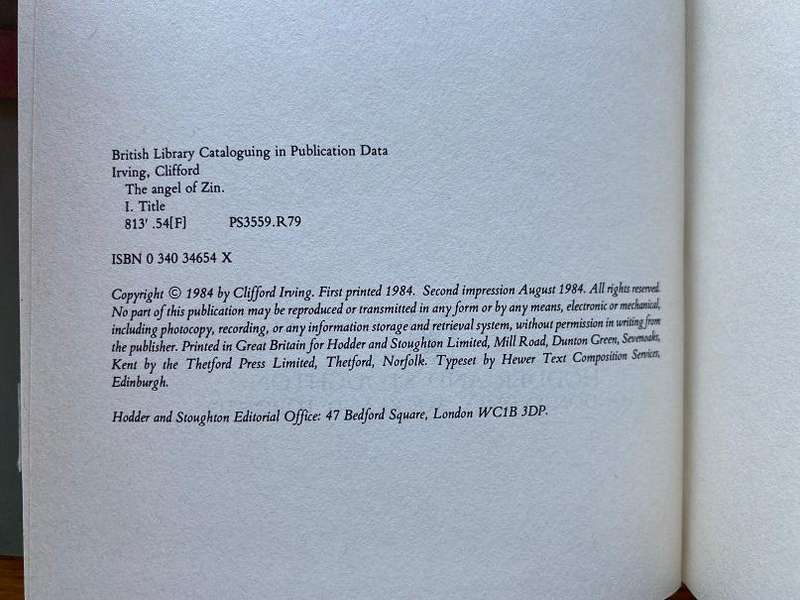 British Library Cataloguing in Publication Data
Irving, Clifford
The angel of Zin.
I. Title
813' .54[F] PS3559.R79
ISBN 0 340 34654 X
Copyright © 1984 by Clifford Irving. First printed 1984. Second impression August 1984. All rights reserved.
No part of this publication may be reproduced or transmitted in any form or by any means, electronic or mechanical,
including photocopy, recording, or any information storage and retrieval system, without permission in writing from
the publisher. Printed in Great Britain for Hodder and Stoughton Limited, Mill Road, Dunton Green, Sevenoaks,
Kent by the Thetford Press Limited, Thetford, Norfolk. Typeset by Hewer Text Composition Services,
Edinburgh.
Hodder and Stoughton Editorial Office: 47 Bedford Square, London WC1B 3DP.